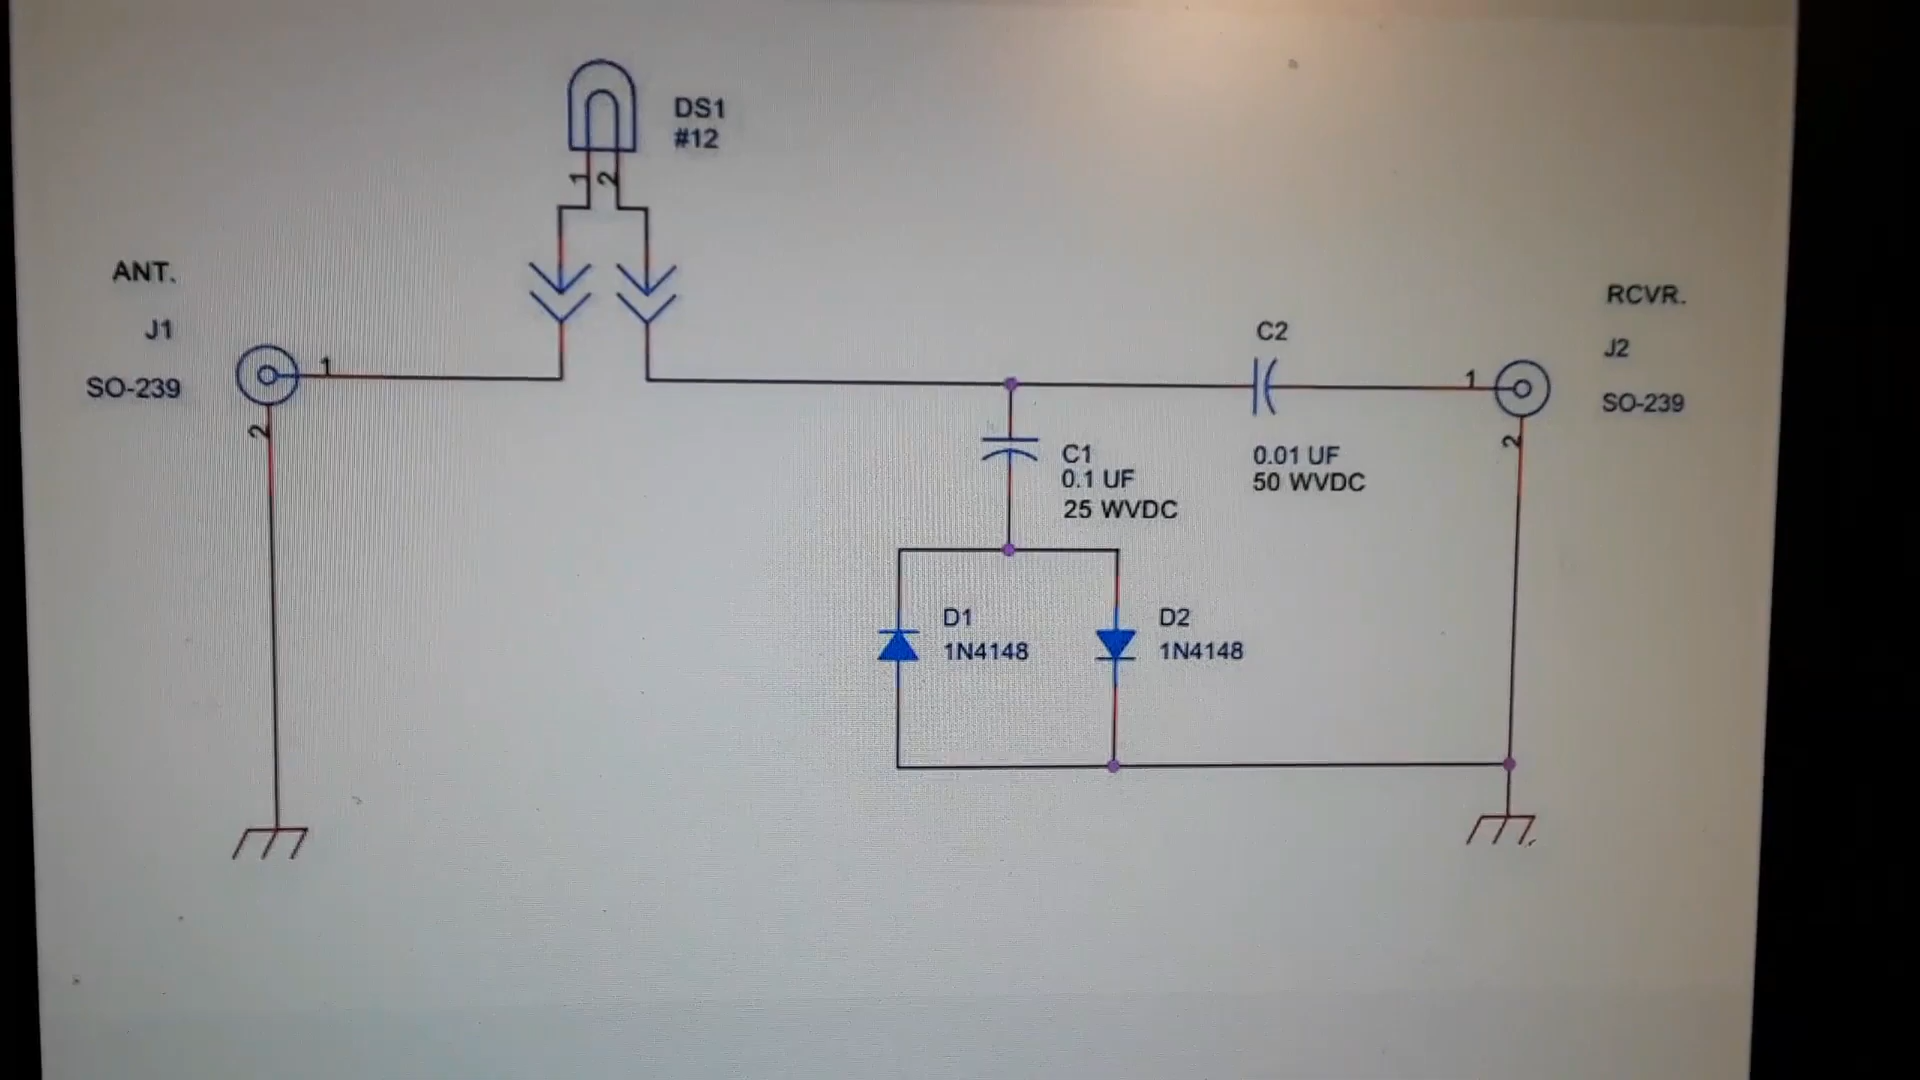 DS1
#12
1 2
ANT.
J1
SO-239
1
2
C2
0.01 UF
50 WVDC
RCVR.
J2
SO-239
1
2
C1
0.1 UF
25 WVDC
D1
1N4148
D2
1N4148